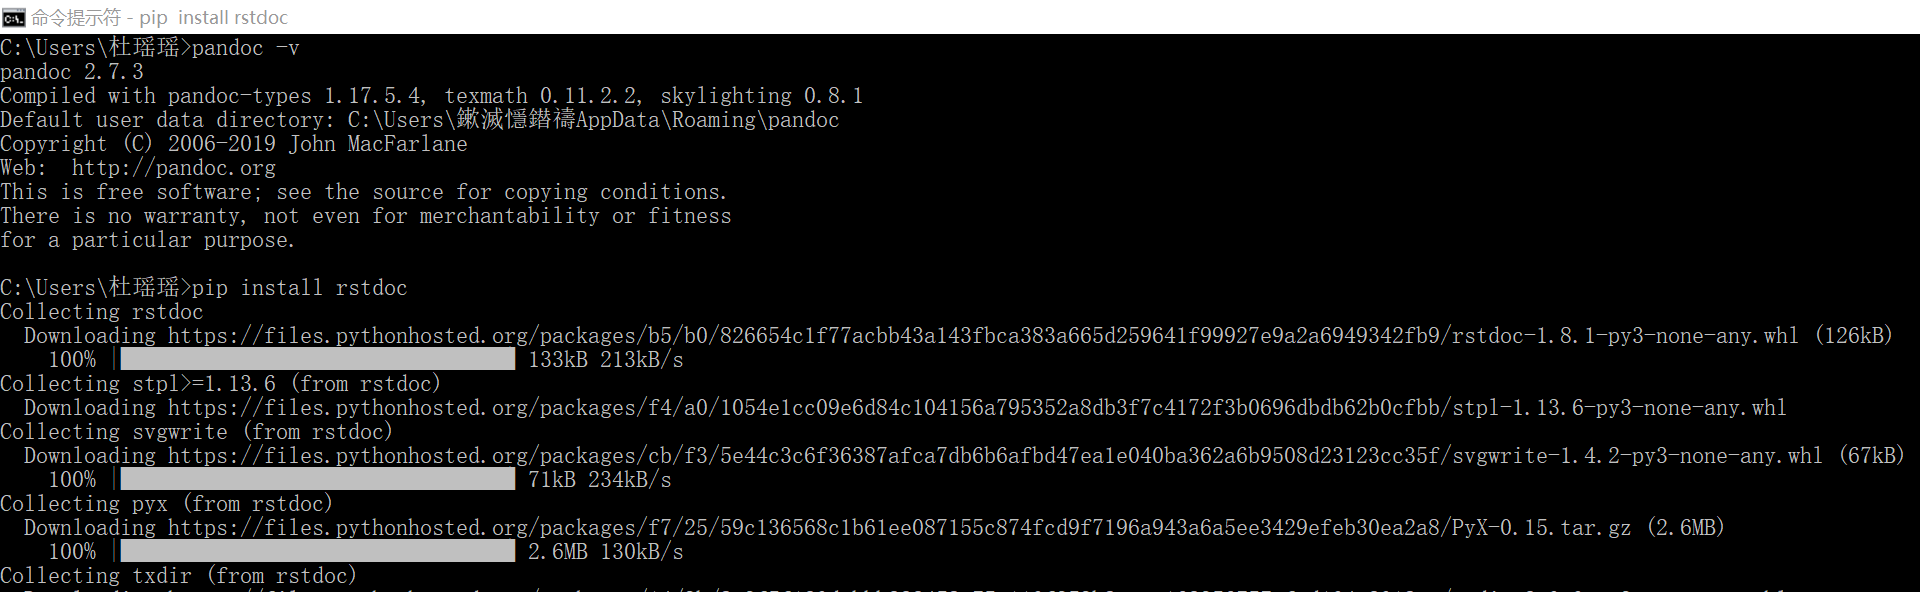 命令提示符 - pip  install rstdoc
C:\Users\杜瑶瑶>pandoc -v
pandoc 2.7.3
Compiled with pandoc-types 1.17.5.4, texmath 0.11.2.2, skylighting 0.8.1
Default user data directory: C:\Users\鏉滅憴鐟禱AppData\Roaming\pandoc
Copyright (C) 2006-2019 John MacFarlane
Web:  http://pandoc.org
This is free software; see the source for copying conditions.
There is no warranty, not even for merchantability or fitness
for a particular purpose.
C:\Users\杜瑶瑶>pip install rstdoc
Collecting rstdoc
Downloading https://files.pythonhosted.org/packages/b5/b0/826654c1f77acbb43a143fbca383a665d259641f99927e9a2a6949342fb9/rstdoc-1.8.1-py3-none-any.whl (126kB)
100% | 133kB 213kB/s
Collecting stpl>=1.13.6 (from rstdoc)
Downloading https://files.pythonhosted.org/packages/f4/a0/1054e1cc09e6d84c104156a795352a8db3f7c4172f3b0696dbdb62b0cfbb/stpl-1.13.6-py3-none-any.whl
Collecting svgwrite (from rstdoc)
Downloading https://files.pythonhosted.org/packages/cb/f3/5e44c3c6f36387afca7db6b6afbd47ea1e040ba362a6b9508d23123cc35f/svgwrite-1.4.2-py3-none-any.whl (67kB)
100% | 71kB 234kB/s
Collecting pyx (from rstdoc)
Downloading https://files.pythonhosted.org/packages/f7/25/59c136568c1b61ee087155c874fcd9f7196a943a6a5ee3429efeb30ea2a8/PyX-0.15.tar.gz (2.6MB)
100% | 2.6MB 130kB/s
Collecting txdir (from rstdoc)